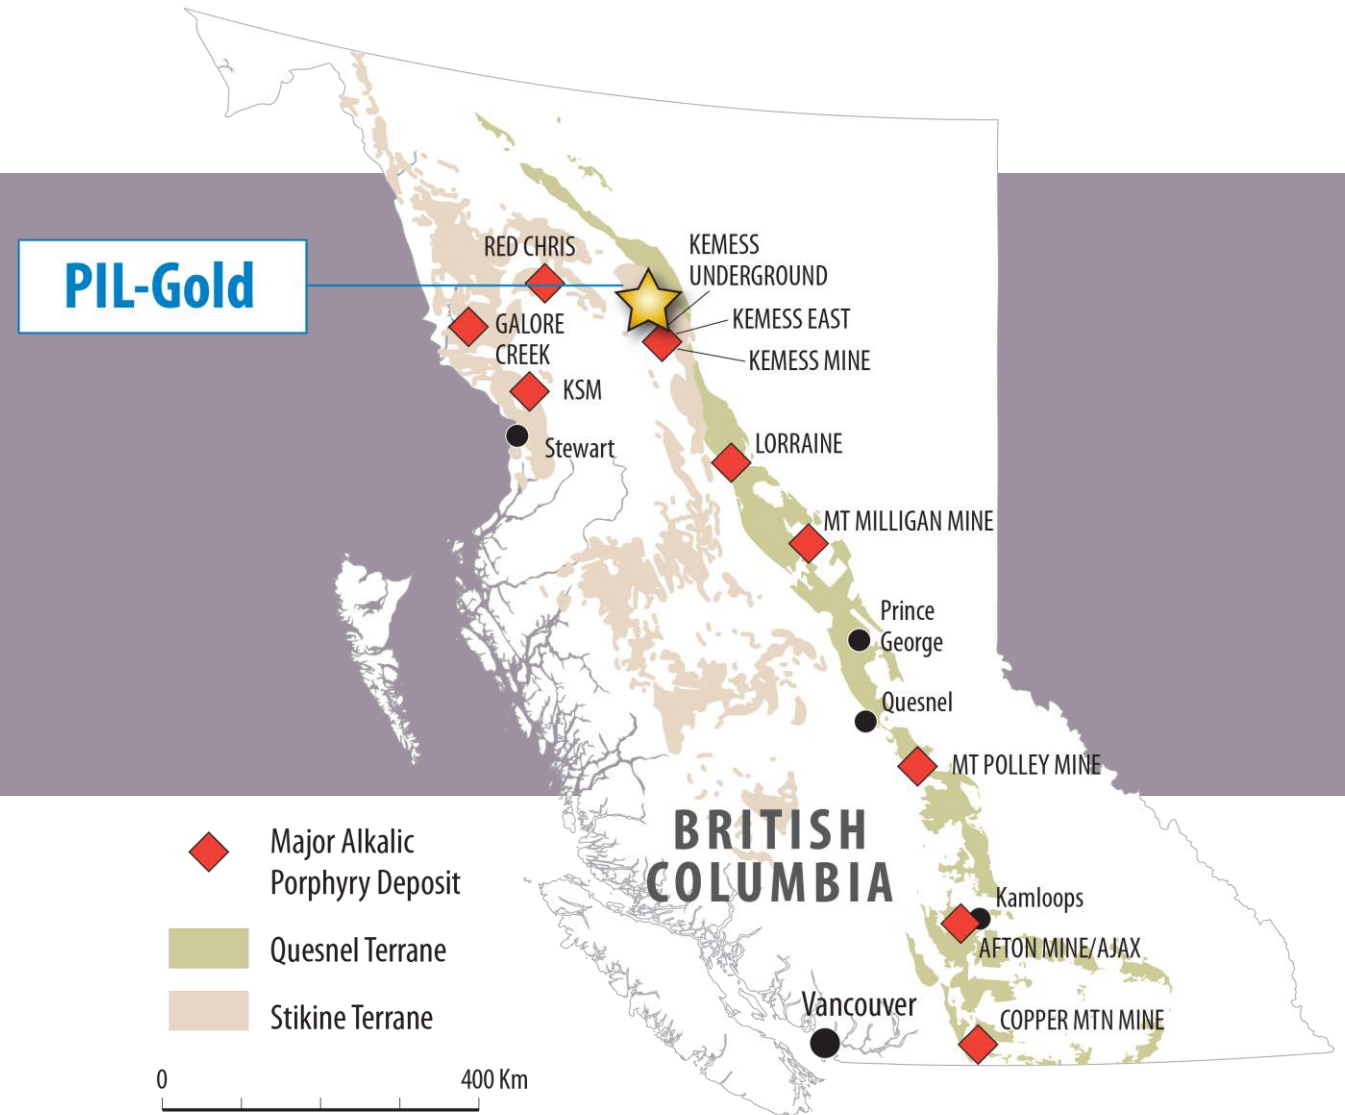 RED CHRIS
KEMESS
UNDERGROUND
PIL-Gold
KEMESS EAST
GALORE
CREEK
KEMESS MINE
KSM
Stewart
LORRAINE
MT MILLIGAN MINE
Prince
George
Quesnel
MT POLLEY MINE
BRITISH
COLUMBIA
Major Alkalic
Porphyry Deposit
Kamloops
Quesnel Terrane
AFTON MINE/AJAX
Vancouver
Stikine Terrane
COPPER MTN MINE
0
400 Km